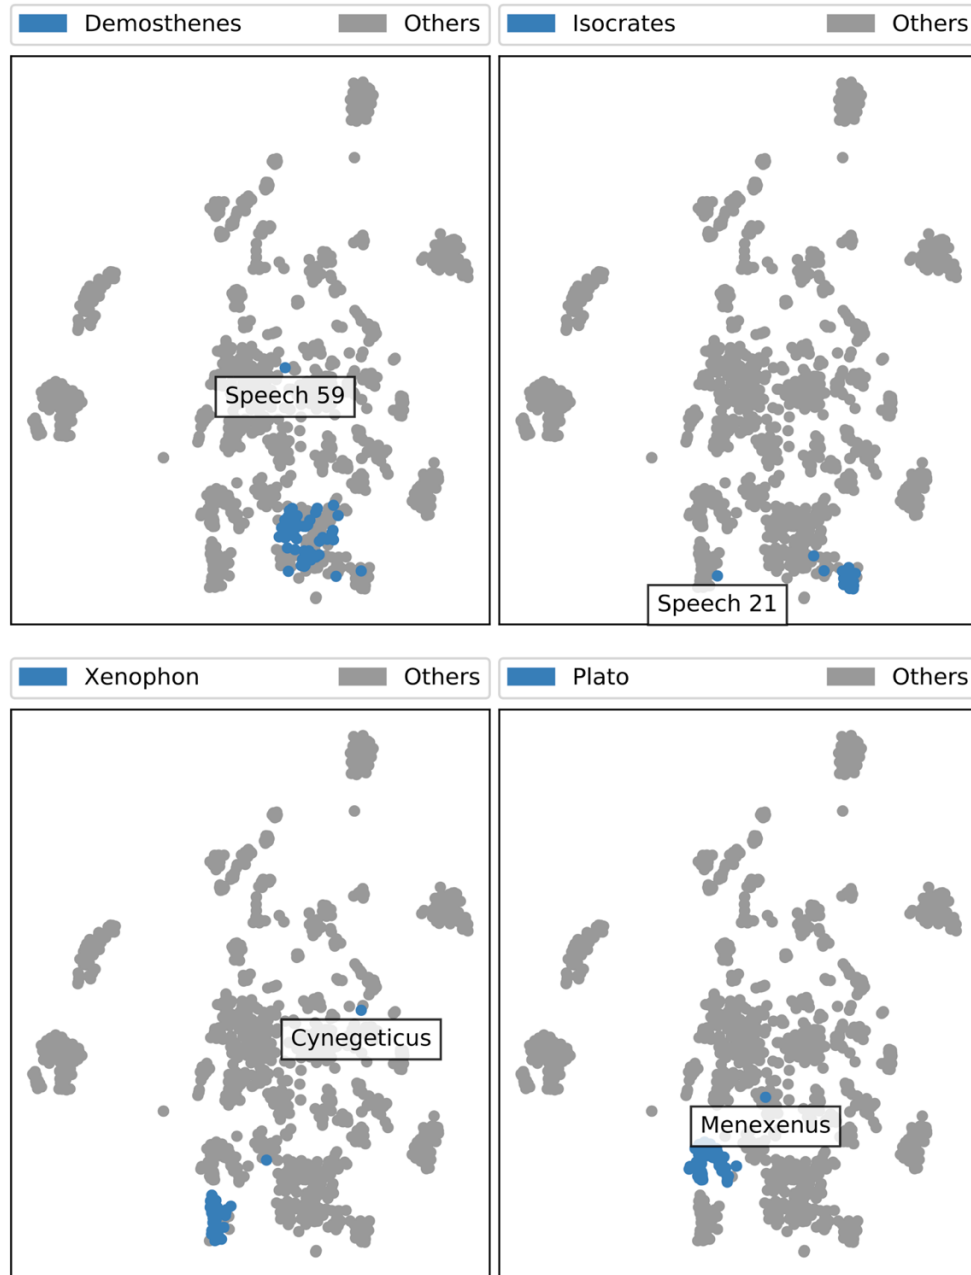 Demosthenes Others
Isocrates Others
Speech 59
Speech 21
Xenophon Others
Plato Others
Cynegeticus
Menexenus